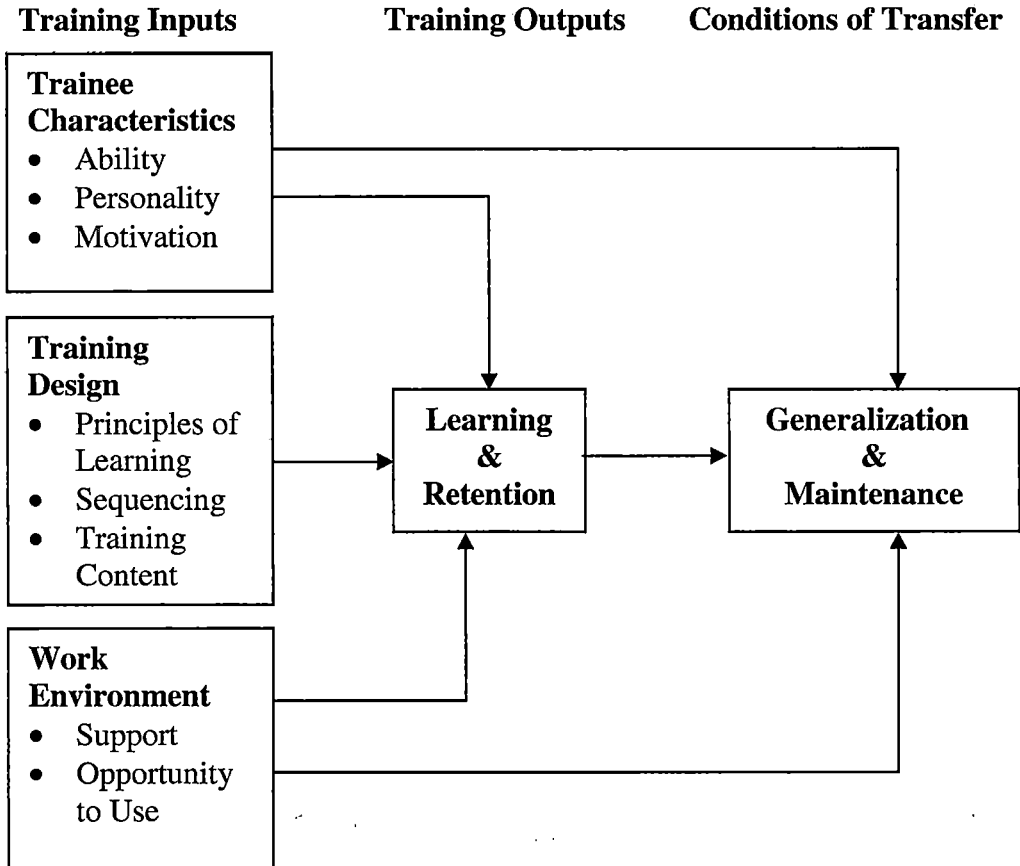 Training Inputs
Training Outputs
Conditions of Transfer
Trainee
Characteristics
• Ability
• Personality
• Motivation
Training
Design
• Principles of
Learning
• Sequencing
• Training
Content
Work
Environment
• Support
• Opportunity
to Use
Learning
&
Retention
Generalization
&
Maintenance